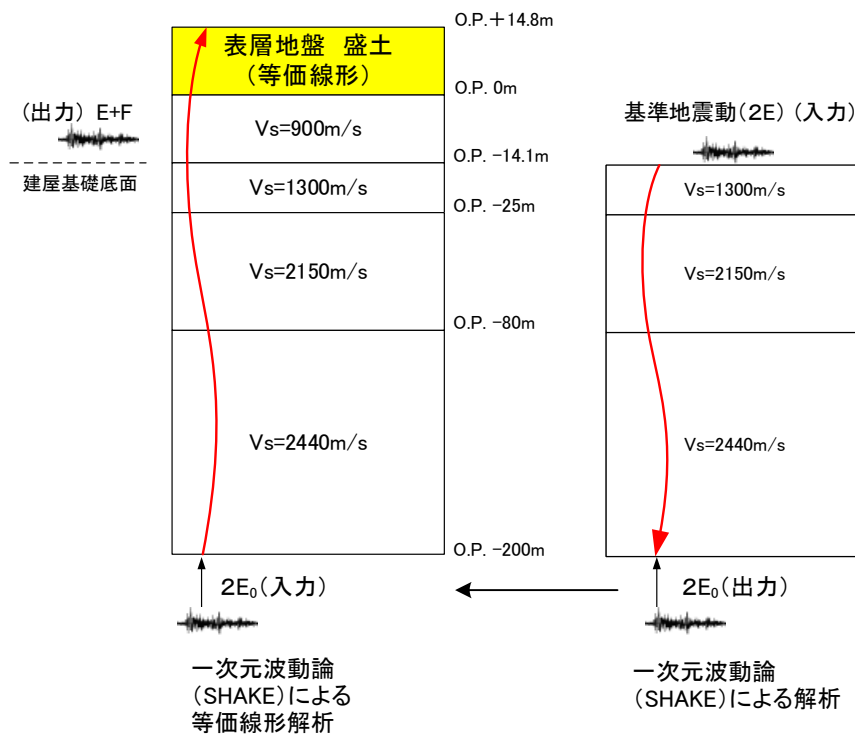 O.P.＋14.8m
表層地盤 盛土
(等価線形)
O.P. 0m
(出力) E+F
Vs=900m/s
O.P. −14.1m
建屋基礎底面
Vs=1300m/s
O.P. −25m
Vs=2150m/s
O.P. −80m
Vs=2440m/s
O.P. −200m
2E₀(入力)
一次元波動論
(SHAKE)による
等価線形解析
基準地震動(2E) (入力)
Vs=1300m/s
Vs=2150m/s
Vs=2440m/s
2E₀(出力)
一次元波動論
(SHAKE)による解析